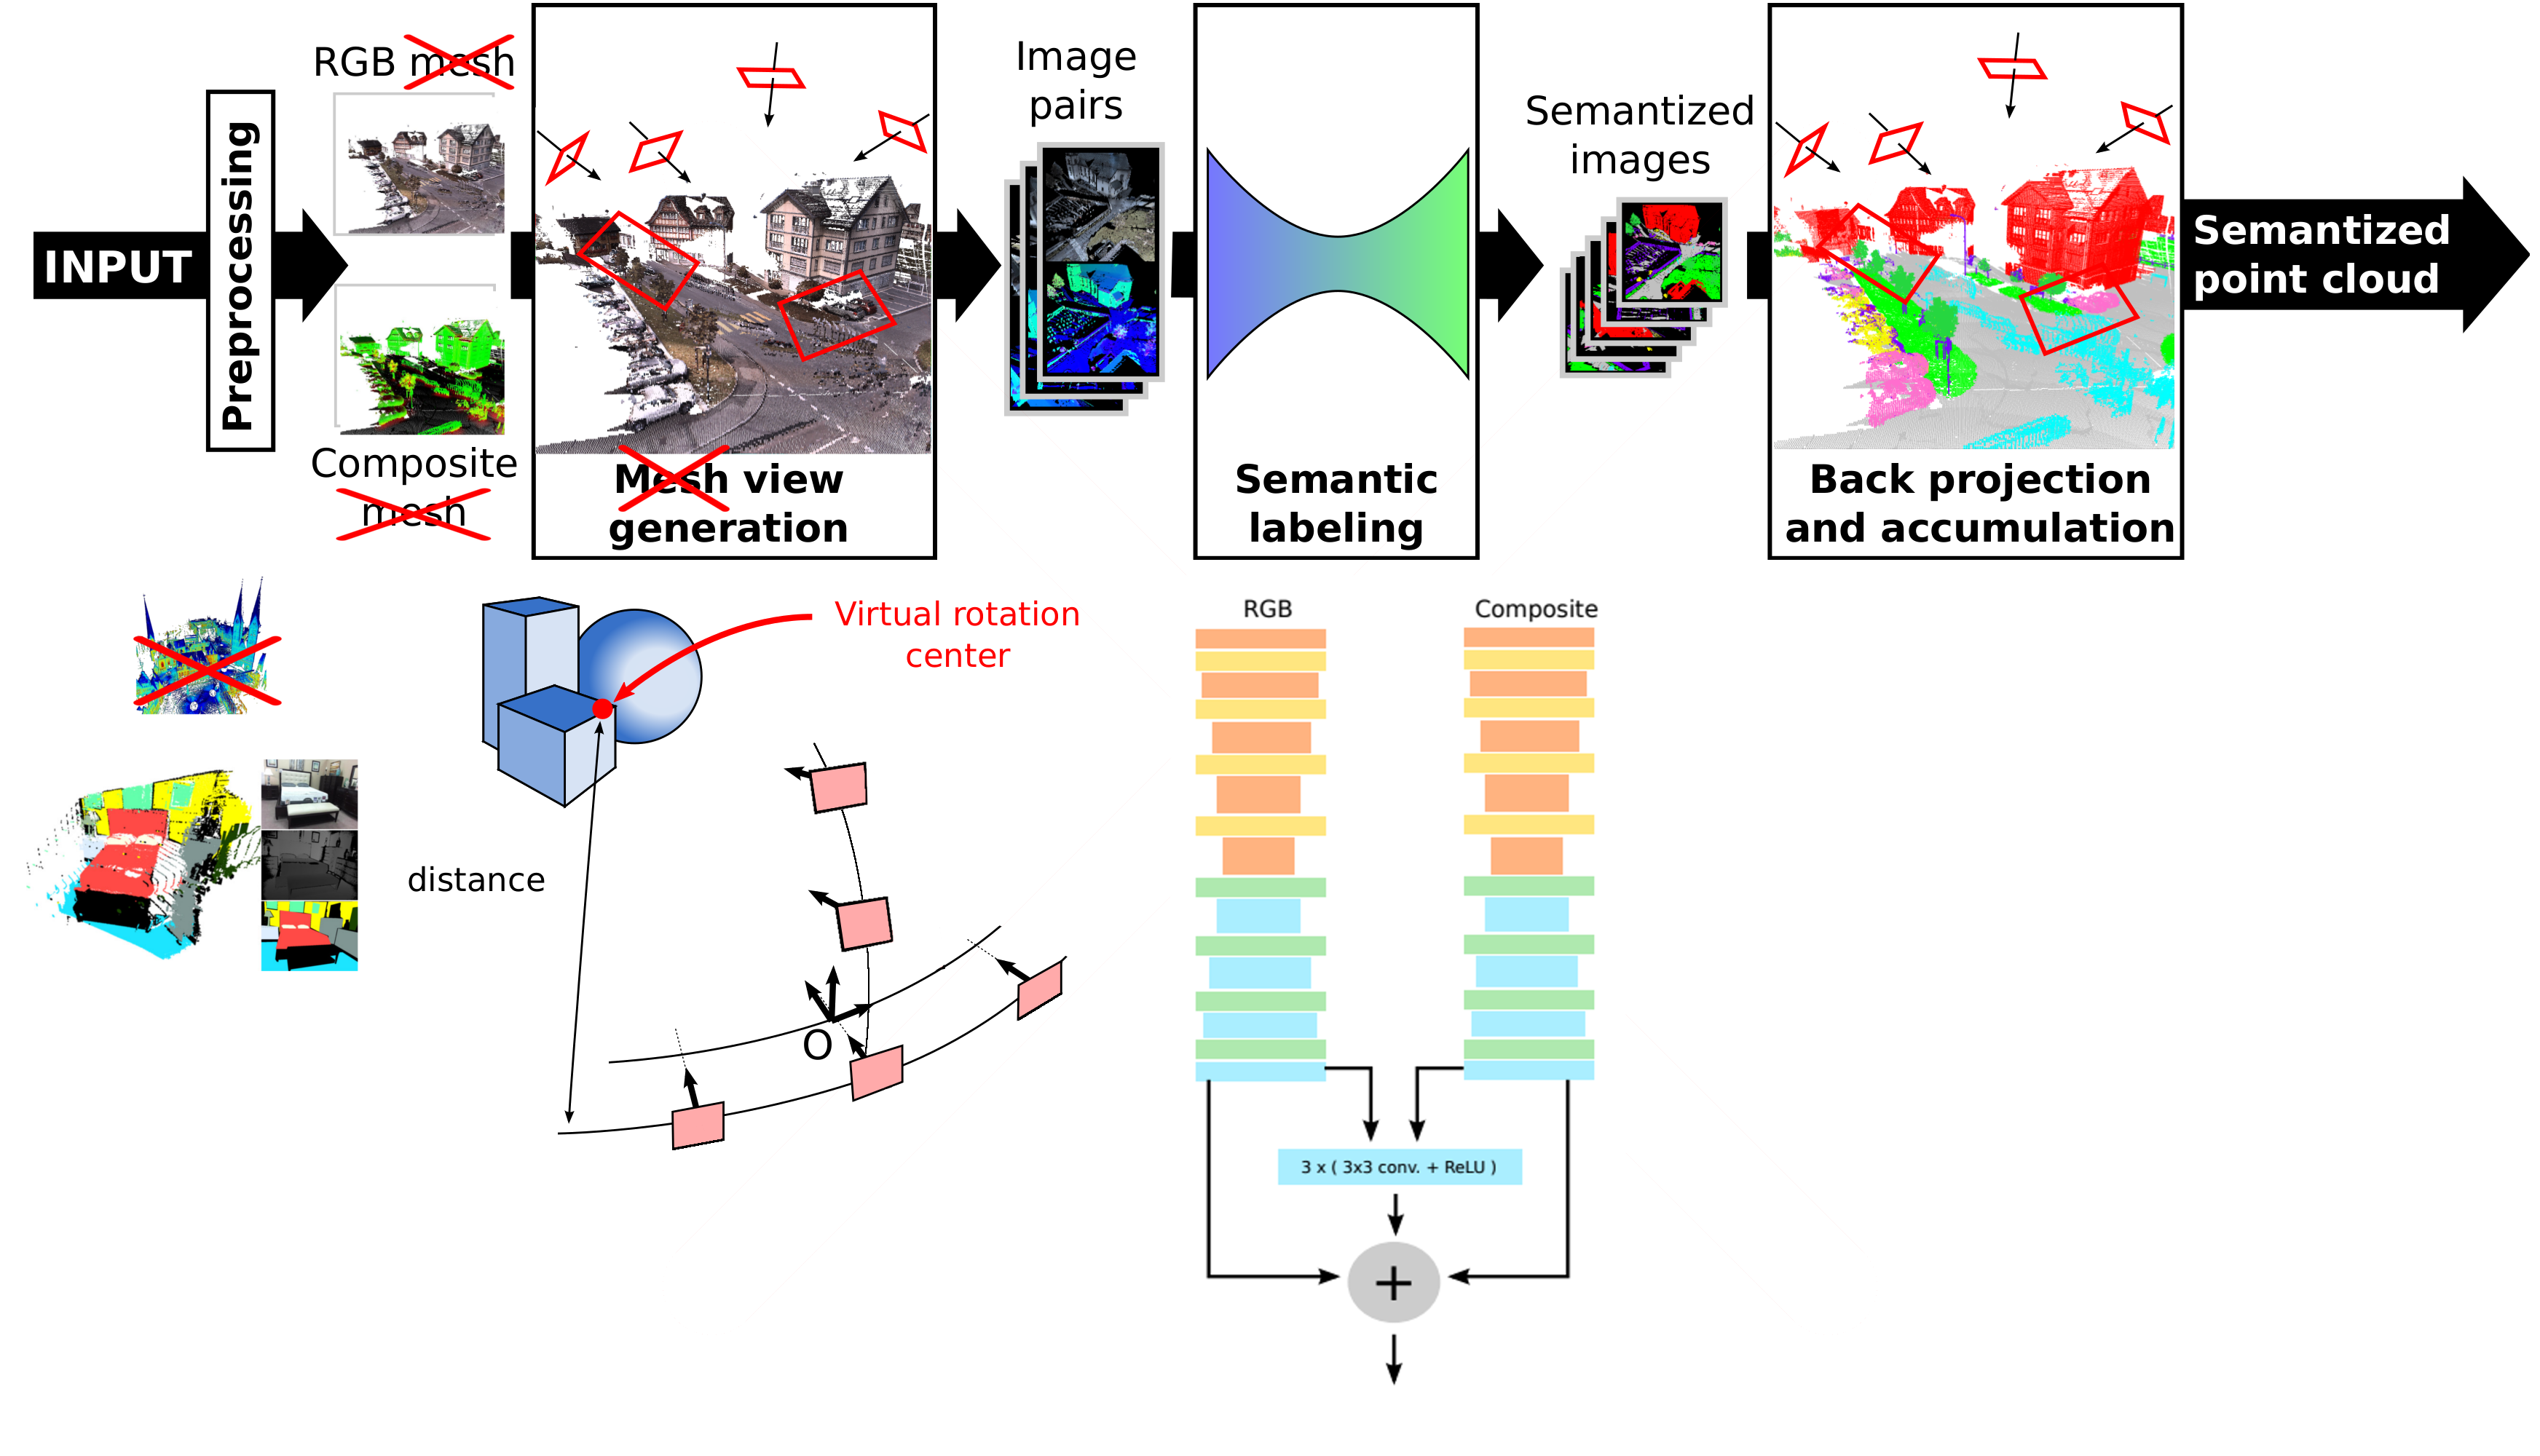 RGB mesh
INPUT
Preprocessing
Composite
mesh
Mesh view
generation
Image
pairs
Semantic
labeling
Semantized
images
Back projection
and accumulation
Semantized
point cloud
Virtual rotation
center
distance
O
RGB
Composite
3 x ( 3x3 conv. + ReLU )
+